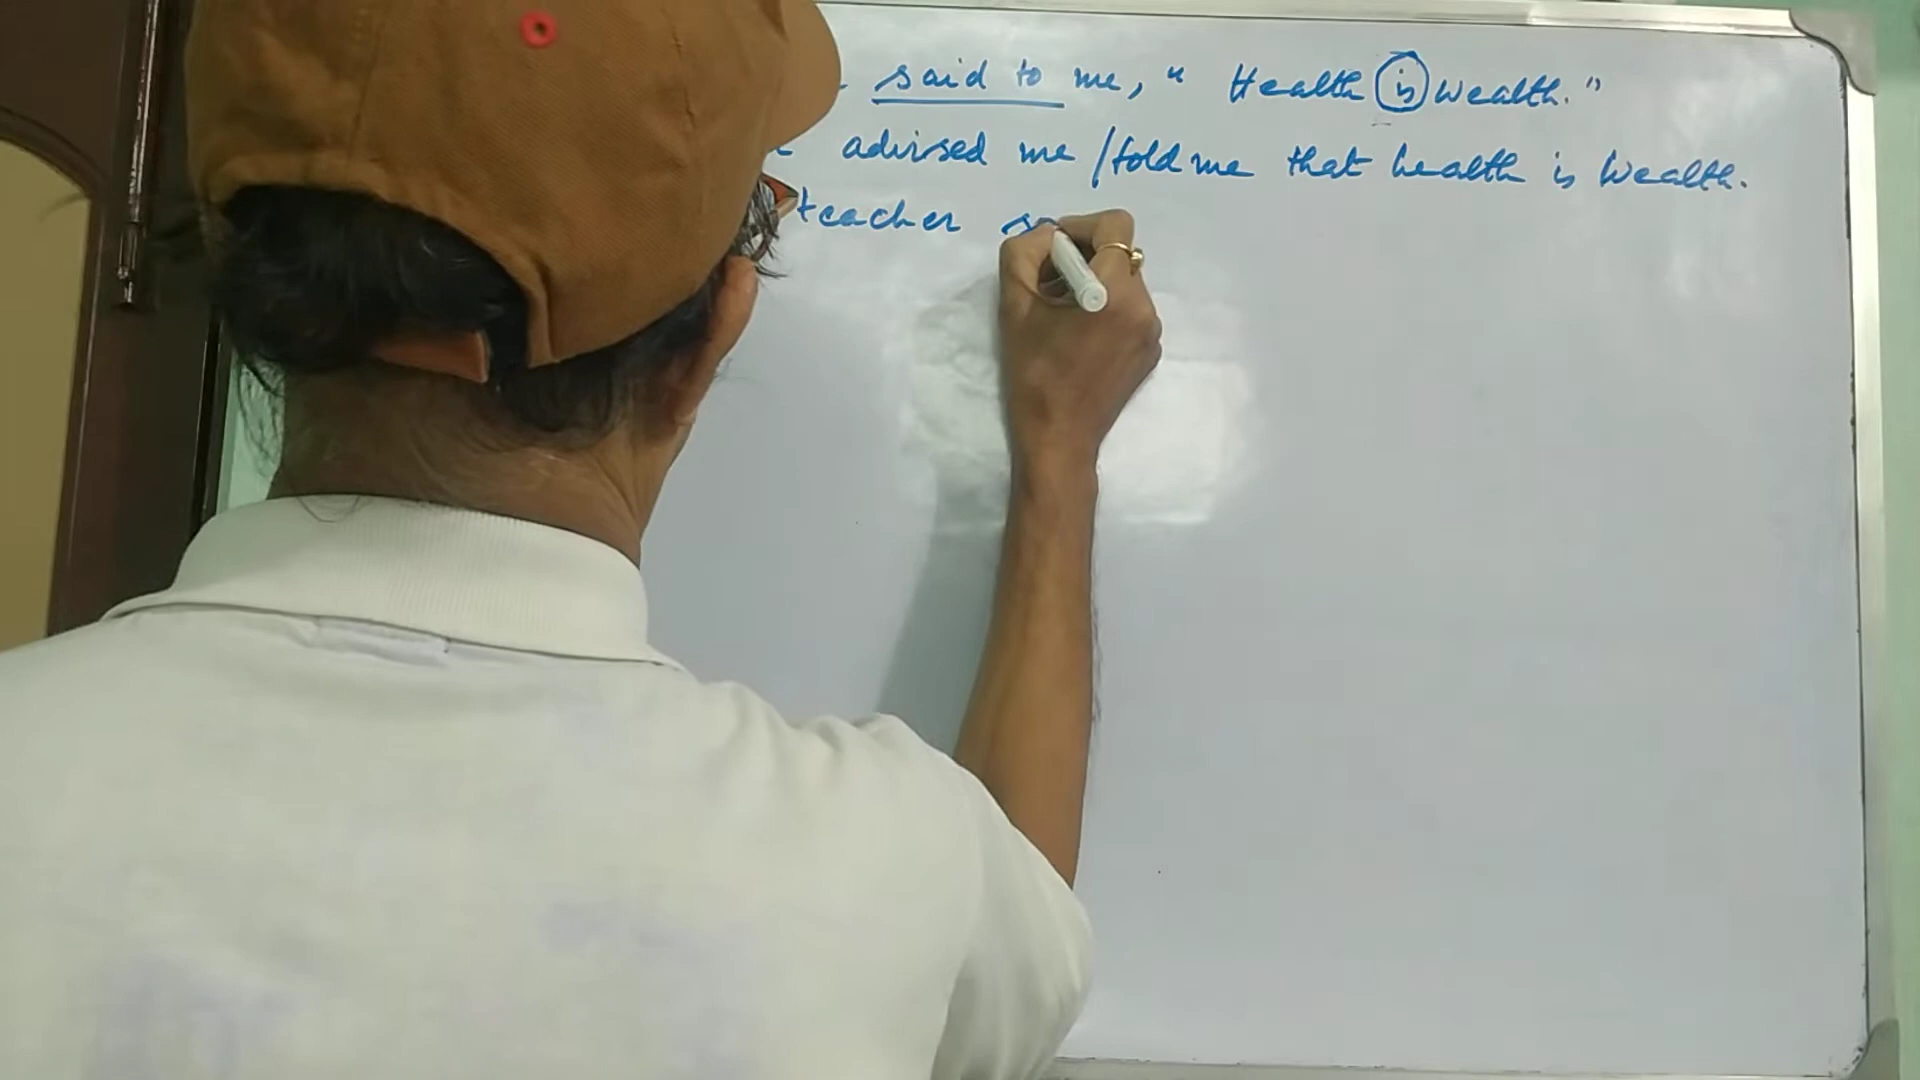 said to me, " Health is wealth."
advised me / told me that health is wealth.
teacher